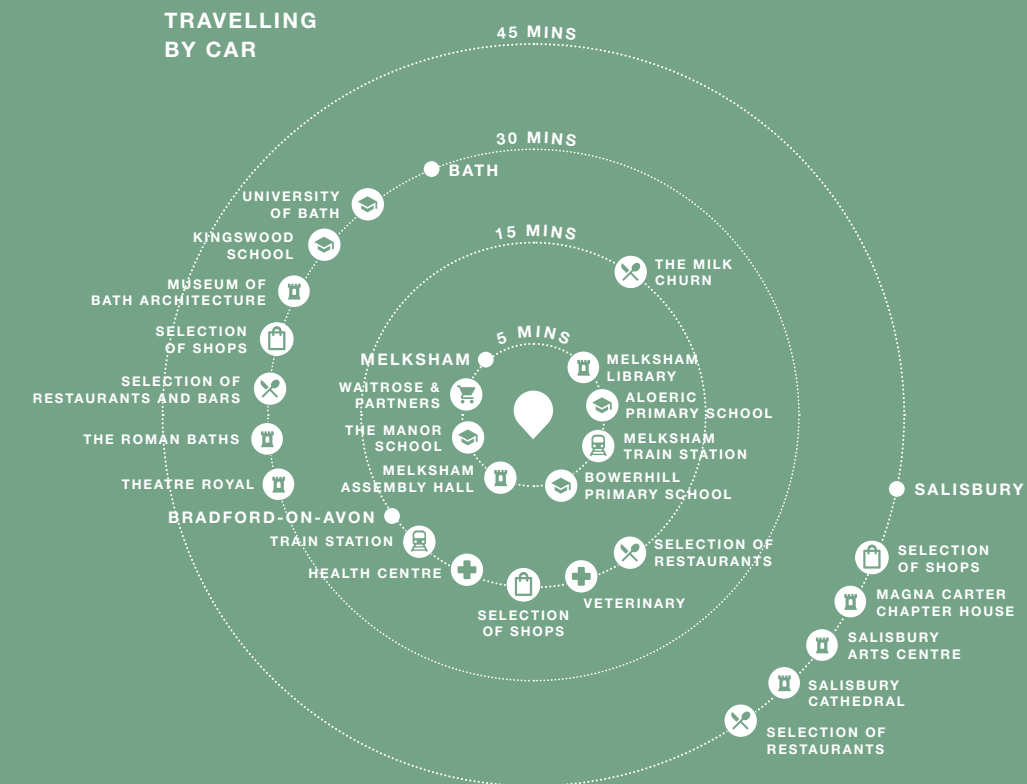 TRAVELLING
BY CAR
45 MINS
30 MINS
BATH
UNIVERSITY
OF BATH
KINGSWOOD
SCHOOL
MUSEUM OF
BATH ARCHITECTURE
SELECTION
OF SHOPS
SELECTION OF
RESTAURANTS AND BARS
THE ROMAN BATHS
THEATRE ROYAL
15 MINS
THE MILK
CHURN
BRADFORD-ON-AVON
TRAIN STATION
HEALTH CENTRE
SELECTION
OF SHOPS
VETERINARY
SELECTION OF
RESTAURANTS
5 MINS
MELKSHAM
WAITROSE &
PARTNERS
THE MANOR
SCHOOL
MELKSHAM
ASSEMBLY HALL
MELKSHAM
LIBRARY
ALOERIC
PRIMARY SCHOOL
MELKSHAM
TRAIN STATION
BOWERHILL
PRIMARY SCHOOL
SALISBURY
SELECTION
OF SHOPS
MAGNA CARTER
CHAPTER HOUSE
SALISBURY
ARTS CENTRE
SALISBURY
CATHEDRAL
SELECTION OF
RESTAURANTS